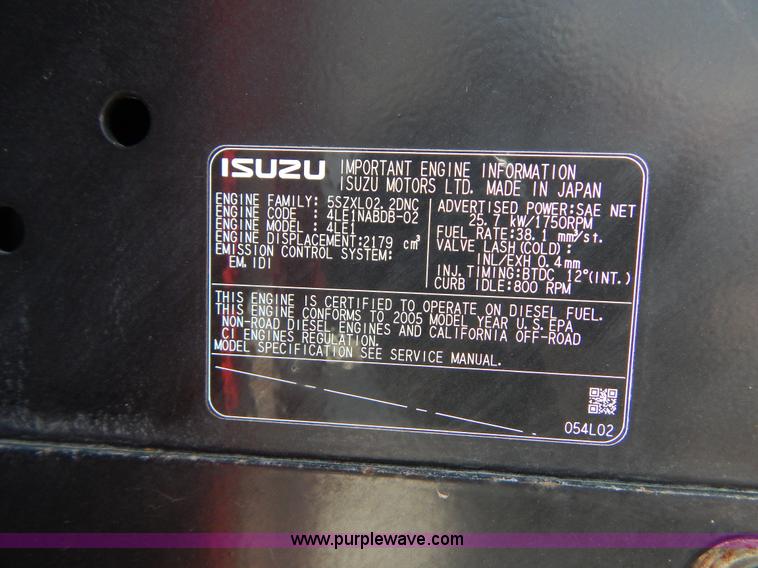 ISUZU IMPORTANT ENGINE INFORMATION
ISUZU MOTORS LTD. MADE IN JAPAN
ENGINE FAMILY: 5SZXL02.2DNC
ENGINE CODE : 4LE1NABDB-02
ENGINE MODEL : 4LE1
ENGINE DISPLACEMENT:2179 cm³
EMISSION CONTROL SYSTEM:
EM.IDI
ADVERTISED POWER:SAE NET
25.7 kW/1750RPM
FUEL RATE:38.1 mm³/st.
VALVE LASH(COLD):
INL/EXH 0.4mm
INJ.TIMING:BTDC 12°(INT.)
CURB IDLE:800 RPM
THIS ENGINE IS CERTIFIED TO OPERATE ON DIESEL FUEL.
THIS ENGINE CONFORMS TO 2005 MODEL YEAR U.S.EPA
NON-ROAD DIESEL ENGINES AND CALIFORNIA OFF-ROAD
CI ENGINES REGULATION.
MODEL SPECIFICATION SEE SERVICE MANUAL.
054L02
www.purplewave.com